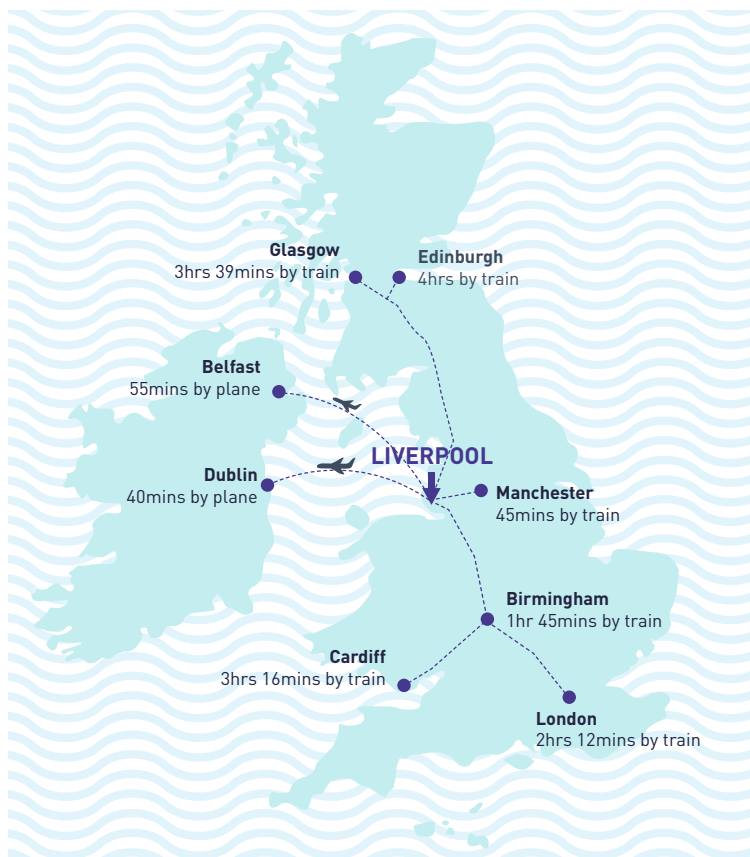 Glasgow
3hrs 39mins by train
Edinburgh
4hrs by train
Belfast
55mins by plane
LIVERPOOL
Dublin
40mins by plane
Manchester
45mins by train
Birmingham
1hr 45mins by train
Cardiff
3hrs 16mins by train
London
2hrs 12mins by train